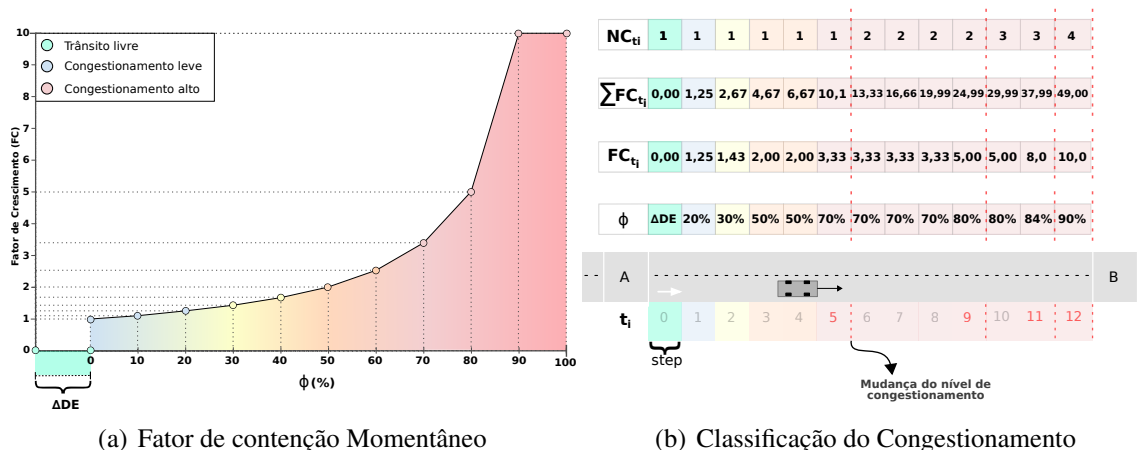 10
9
8
7
6
5
4
3
2
1
0
Fator de Crescimento (FC)
Trânsito livre
Congestionamento leve
Congestionamento alto
0 10 20 30 40 50 60 70 80 90 100
ϕ(%)
ΔDE
(a) Fator de contenção Momentâneo
NCti 1 1 1 1 1 1 2 2 2 2 3 3 4
∑FCti 0,00 1,25 2,67 4,67 6,67 10,1 13,33 16,66 19,99 24,99 29,99 37,99 49,00
FCti 0,00 1,25 1,43 2,00 2,00 3,33 3,33 3,33 3,33 5,00 5,00 8,0 10,0
ϕ ΔDE 20% 30% 50% 50% 70% 70% 70% 70% 80% 80% 84% 90%
A B
ti 0 1 2 3 4 5 6 7 8 9 10 11 12
step
Mudança do nível de
congestionamento
(b) Classificação do Congestionamento